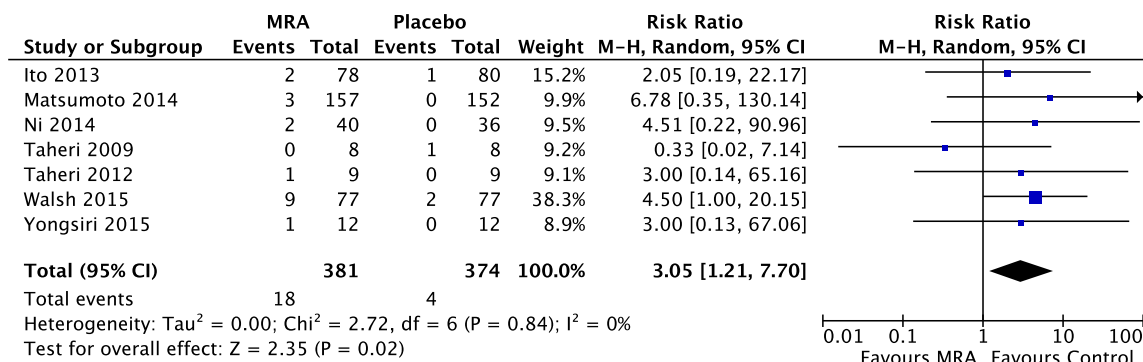 MRA Placebo Risk Ratio Risk Ratio
Study or Subgroup Events Total Events Total Weight M-H, Random, 95% CI M-H, Random, 95% CI
Ito 2013 2 78 1 80 15.2% 2.05 [0.19, 22.17]
Matsumoto 2014 3 157 0 152 9.9% 6.78 [0.35, 130.14]
Ni 2014 2 40 0 36 9.5% 4.51 [0.22, 90.96]
Taheri 2009 0 8 1 8 9.2% 0.33 [0.02, 7.14]
Taheri 2012 1 9 0 9 9.1% 3.00 [0.14, 65.16]
Walsh 2015 9 77 2 77 38.3% 4.50 [1.00, 20.15]
Yongsiri 2015 1 12 0 12 8.9% 3.00 [0.13, 67.06]
Total (95% CI) 381 374 100.0% 3.05 [1.21, 7.70]
Total events 18 4
Heterogeneity: Tau² = 0.00; Chi² = 2.72, df = 6 (P = 0.84); I² = 0%
Test for overall effect: Z = 2.35 (P = 0.02)
0.01 0.1 1 10 100
Favours MRA Favours Control